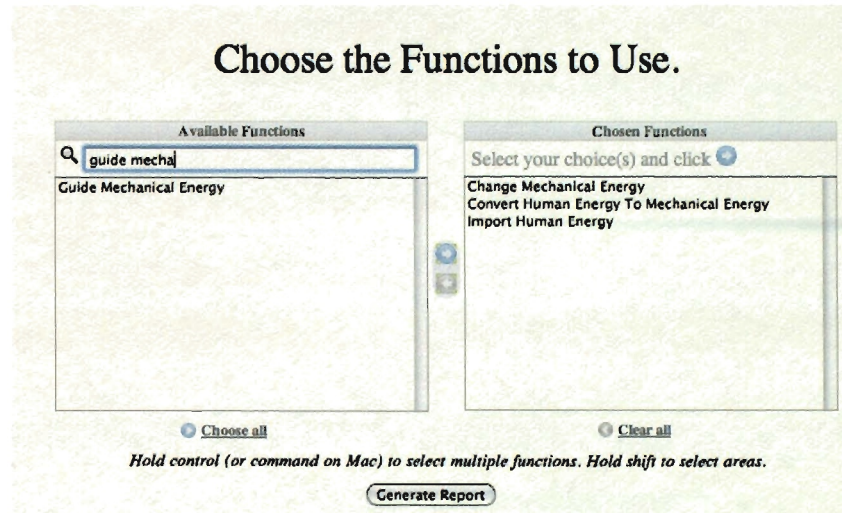 Choose the Functions to Use.
Available Functions
guide mecha
Guide Mechanical Energy
Choose all
Chosen Functions
Select your choice(s) and click
Change Mechanical Energy
Convert Human Energy To Mechanical Energy
Import Human Energy
Clear all
Hold control (or command on Mac) to select multiple functions. Hold shift to select areas.
Generate Report